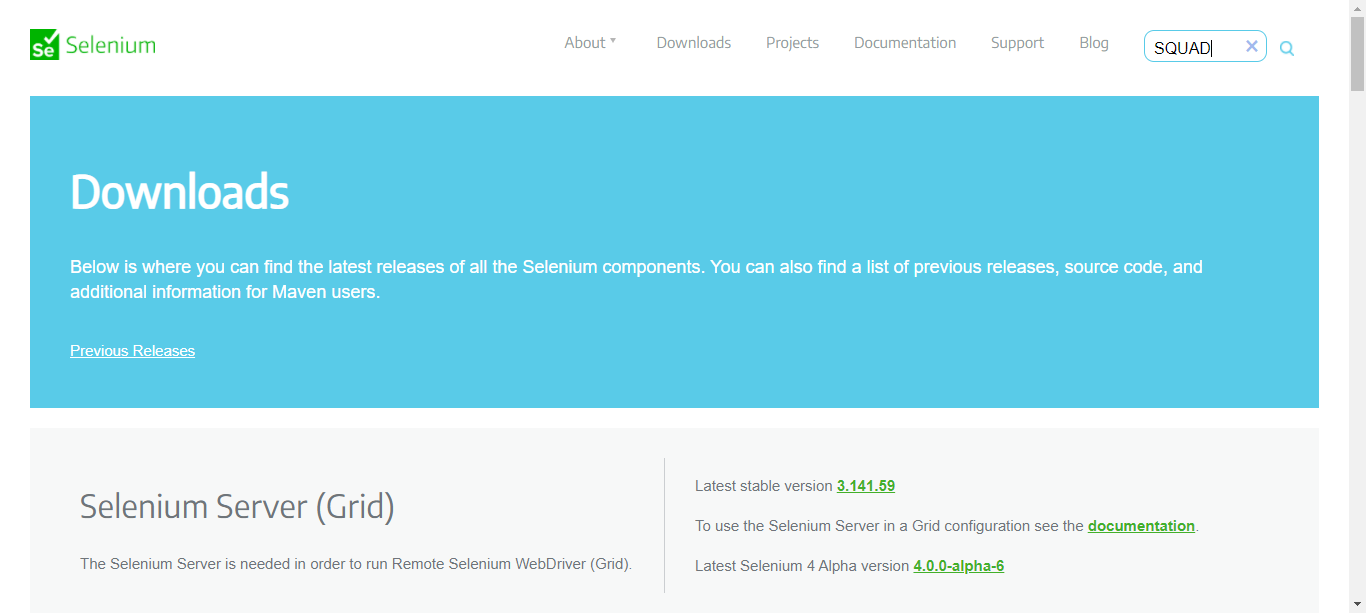 Se Selenium
About
Downloads
Projects
Documentation
Support
Blog
SQUAD
Downloads
Below is where you can find the latest releases of all the Selenium components. You can also find a list of previous releases, source code, and
additional information for Maven users.
Previous Releases
Selenium Server (Grid)
The Selenium Server is needed in order to run Remote Selenium WebDriver (Grid).
Latest stable version 3.141.59
To use the Selenium Server in a Grid configuration see the documentation.
Latest Selenium 4 Alpha version 4.0.0-alpha-6